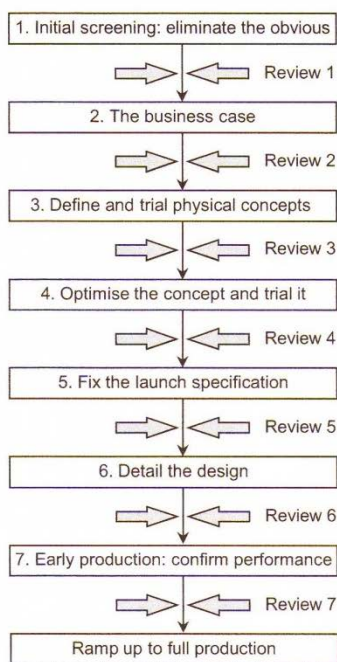 1. Initial screening: eliminate the obvious
Review 1
2. The business case
Review 2
3. Define and trial physical concepts
Review 3
4. Optimise the concept and trial it
Review 4
5. Fix the launch specification
Review 5
6. Detail the design
Review 6
7. Early production: confirm performance
Review 7
Ramp up to full production